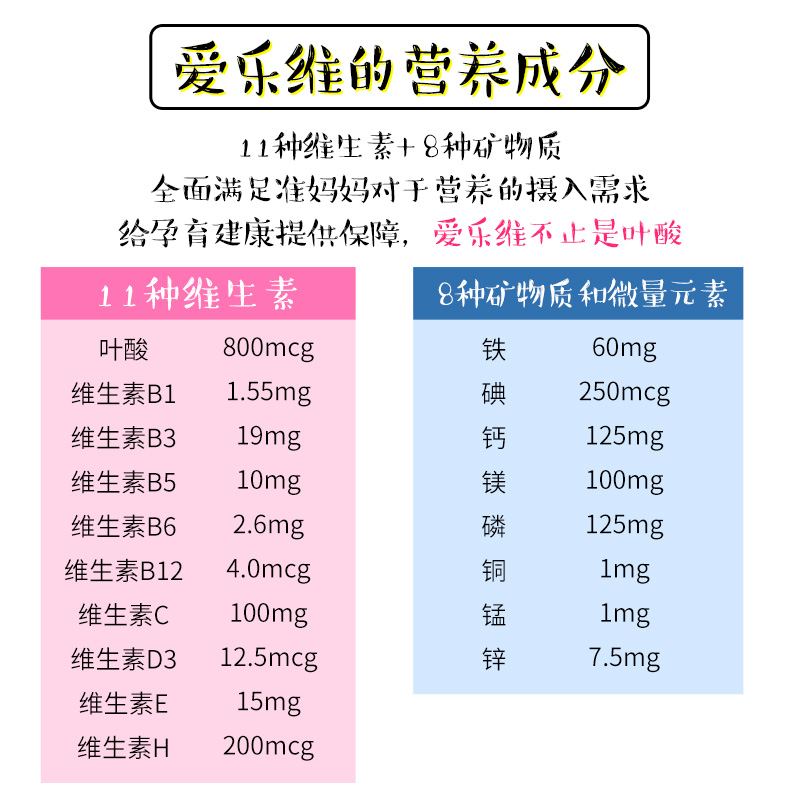 爱乐维的营养成分
11种维生素+8种矿物质
全面满足准妈妈对于营养的摄入需求
给孕育健康提供保障，爱乐维不止是叶酸
11种维生素
叶酸 800mcg
维生素B1 1.55mg
维生素B3 19mg
维生素B5 10mg
维生素B6 2.6mg
维生素B12 4.0mcg
维生素C 100mg
维生素D3 12.5mcg
维生素E 15mg
维生素H 200mcg
8种矿物质和微量元素
铁 60mg
碘 250mcg
钙 125mg
镁 100mg
磷 125mg
铜 1mg
锰 1mg
锌 7.5mg